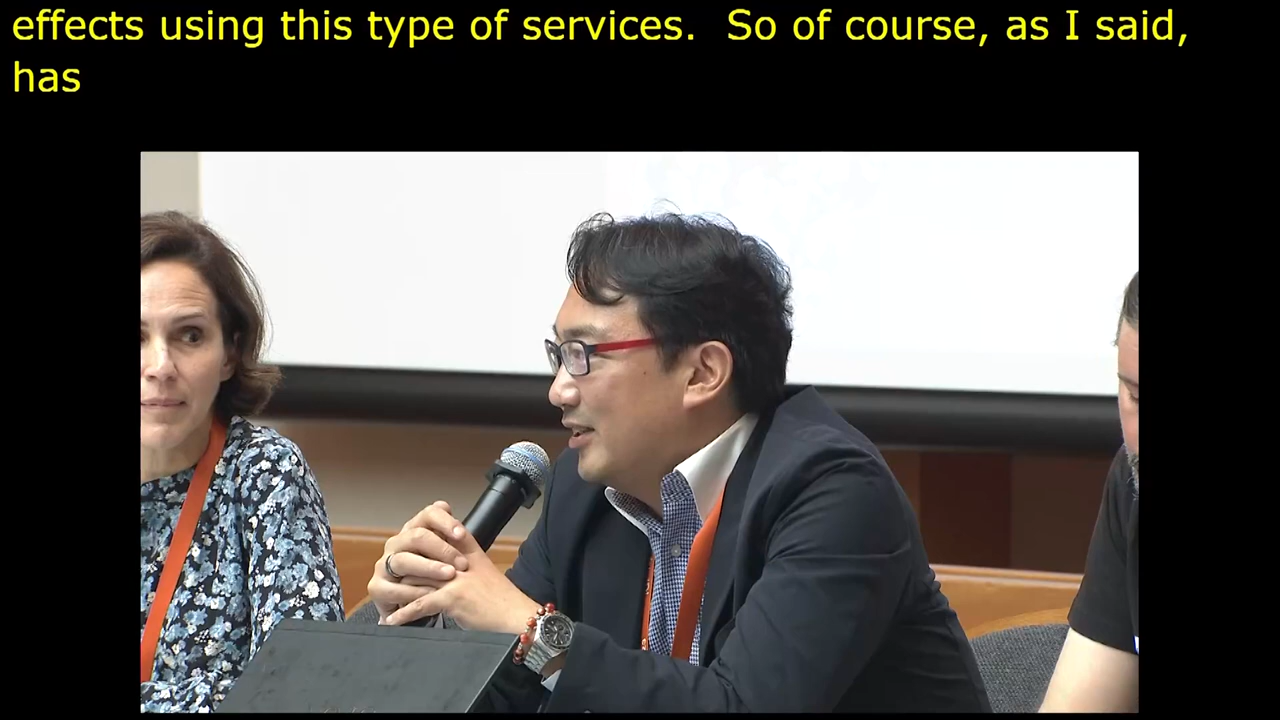 effects using this type of services.  So of course, as I said,
has